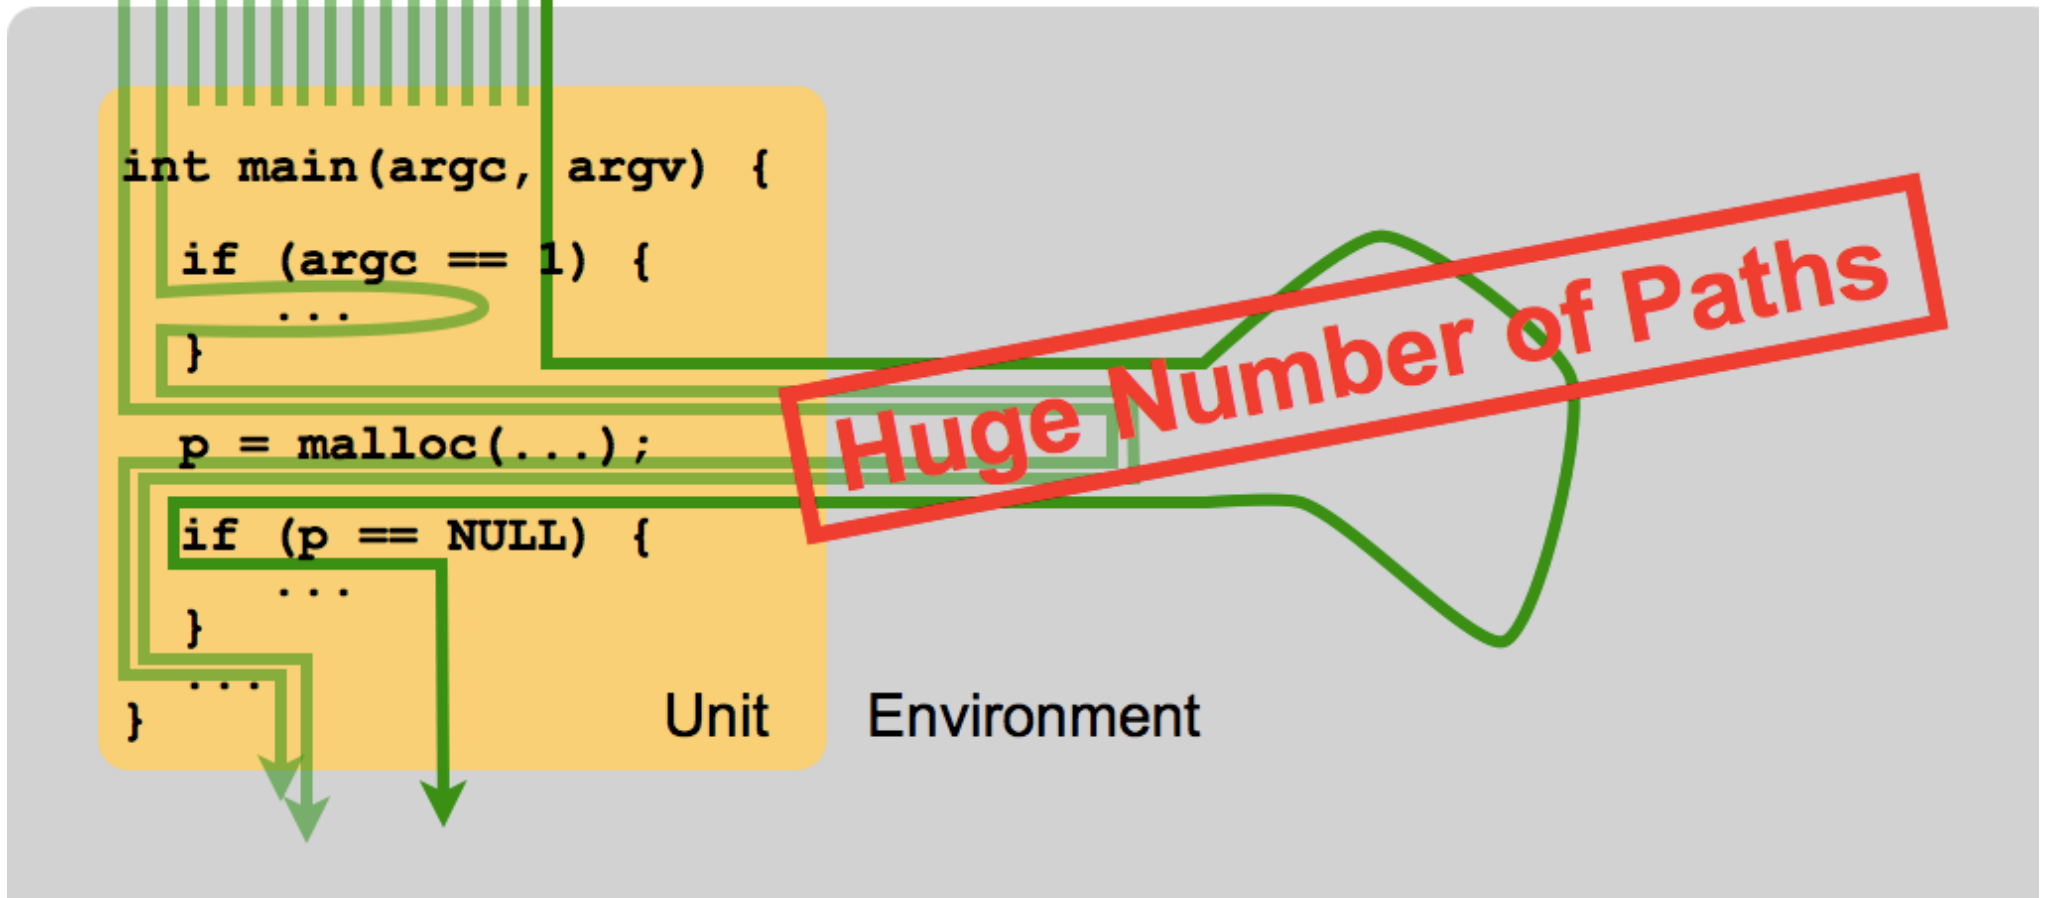 int main(argc, argv) {
if (argc == 1) {
...
}
p = malloc(...);
if (p == NULL) {
...
}
...
}
Unit
Environment
Huge Number of Paths